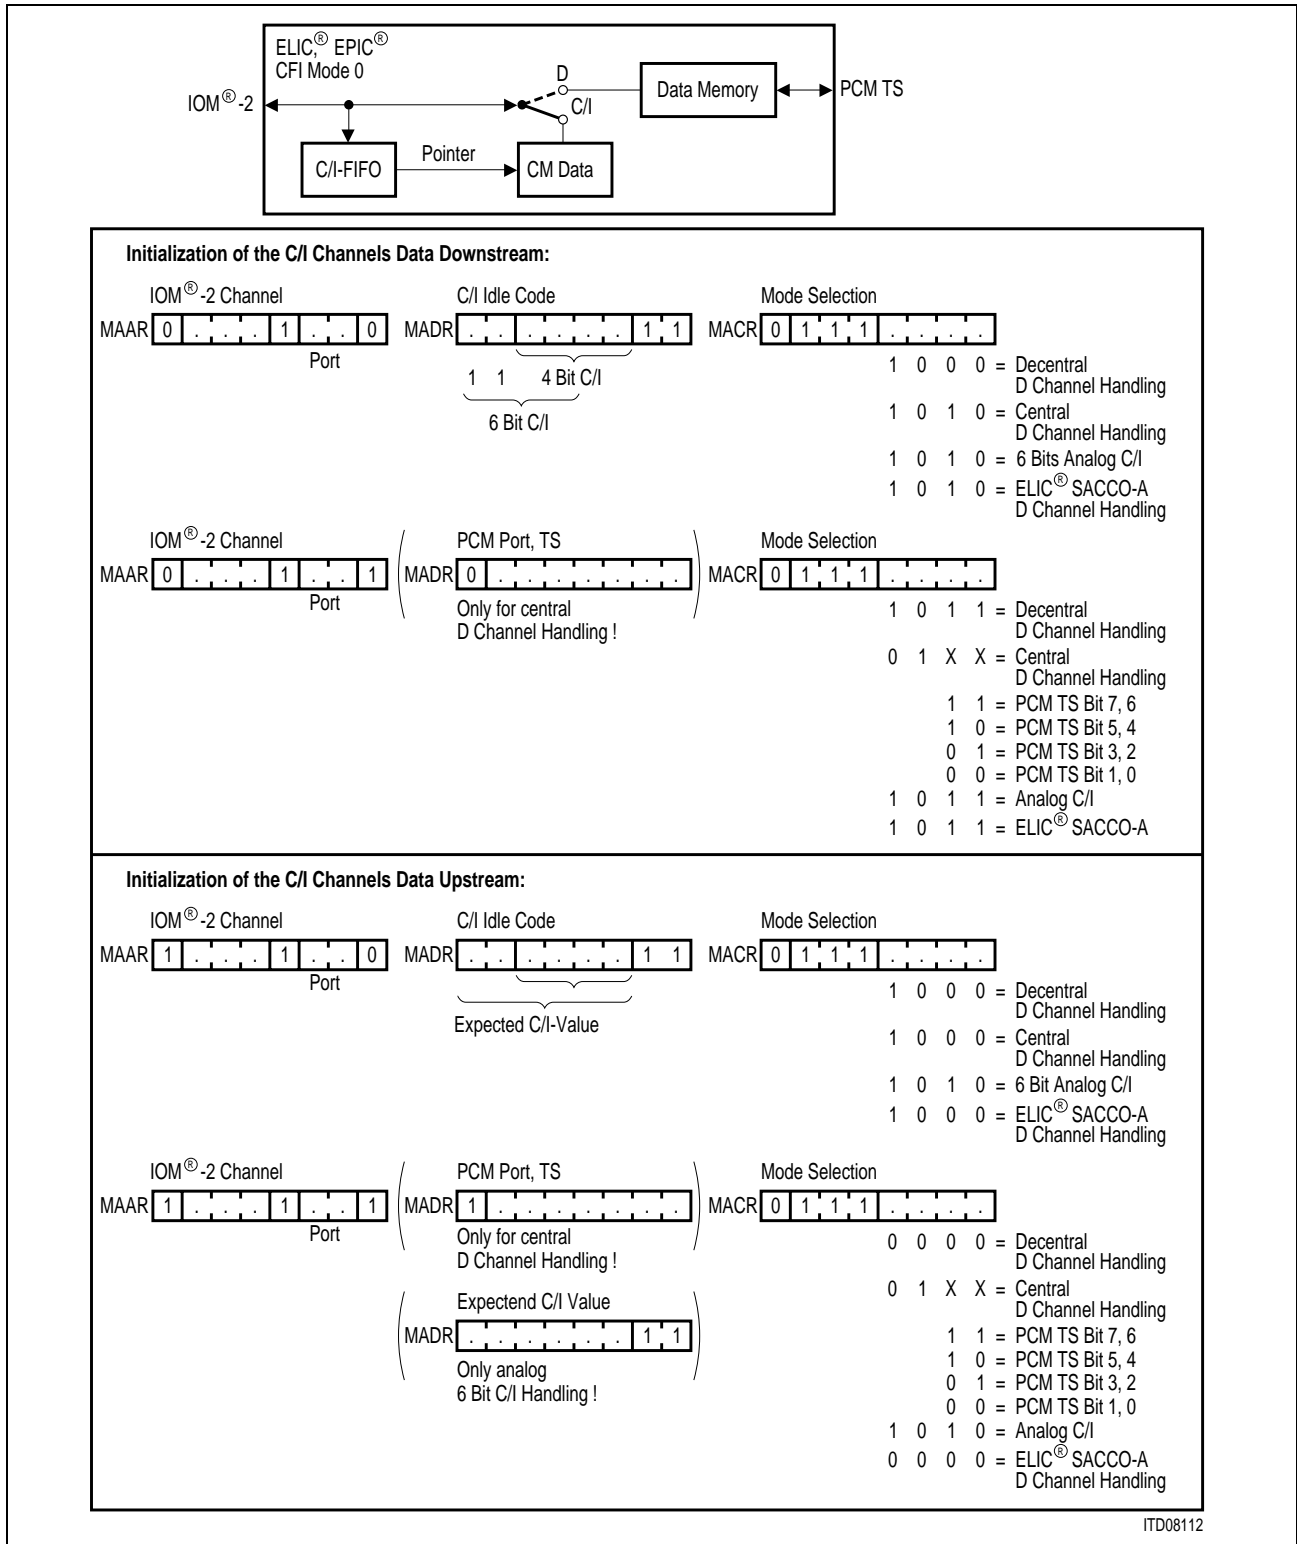 ELIC,® EPIC®
CFI Mode 0
IOM®-2
D
C/I
Data Memory
PCM TS
C/I-FIFO
Pointer
CM Data
Initialization of the C/I Channels Data Downstream:
IOM®-2 Channel C/I Idle Code Mode Selection
MAAR 0 . . . 1 . . 0 MADR . . . . . . 1 1 MACR 0 1 1 1 . . . .
Port
1 1 4 Bit C/I
6 Bit C/I
1 0 0 0 = Decentral
D Channel Handling
1 0 1 0 = Central
D Channel Handling
1 0 1 0 = 6 Bits Analog C/I
1 0 1 0 = ELIC® SACCO-A
D Channel Handling
IOM®-2 Channel PCM Port, TS Mode Selection
MAAR 0 . . . 1 . . 1 MADR 0 . . . . . . . MACR 0 1 1 1 . . . .
Port
Only for central
D Channel Handling !
1 0 1 1 = Decentral
D Channel Handling
0 1 X X = Central
D Channel Handling
1 1 = PCM TS Bit 7, 6
1 0 = PCM TS Bit 5, 4
0 1 = PCM TS Bit 3, 2
0 0 = PCM TS Bit 1, 0
1 0 1 1 = Analog C/I
1 0 1 1 = ELIC® SACCO-A
Initialization of the C/I Channels Data Upstream:
IOM®-2 Channel C/I Idle Code Mode Selection
MAAR 1 . . . 1 . . 0 MADR . . . . . . 1 1 MACR 0 1 1 1 . . . .
Port
Expected C/I-Value
1 0 0 0 = Decentral
D Channel Handling
1 0 0 0 = Central
D Channel Handling
1 0 1 0 = 6 Bit Analog C/I
1 0 0 0 = ELIC® SACCO-A
D Channel Handling
IOM®-2 Channel PCM Port, TS Mode Selection
MAAR 1 . . . 1 . . 1 MADR 1 . . . . . . . MACR 0 1 1 1 . . . .
Port
Only for central
D Channel Handling !
Expectend C/I Value
MADR . . . . . . 1 1
Only analog
6 Bit C/I Handling !
0 0 0 0 = Decentral
D Channel Handling
0 1 X X = Central
D Channel Handling
1 1 = PCM TS Bit 7, 6
1 0 = PCM TS Bit 5, 4
0 1 = PCM TS Bit 3, 2
0 0 = PCM TS Bit 1, 0
1 0 1 0 = Analog C/I
0 0 0 0 = ELIC® SACCO-A
D Channel Handling
ITD08112